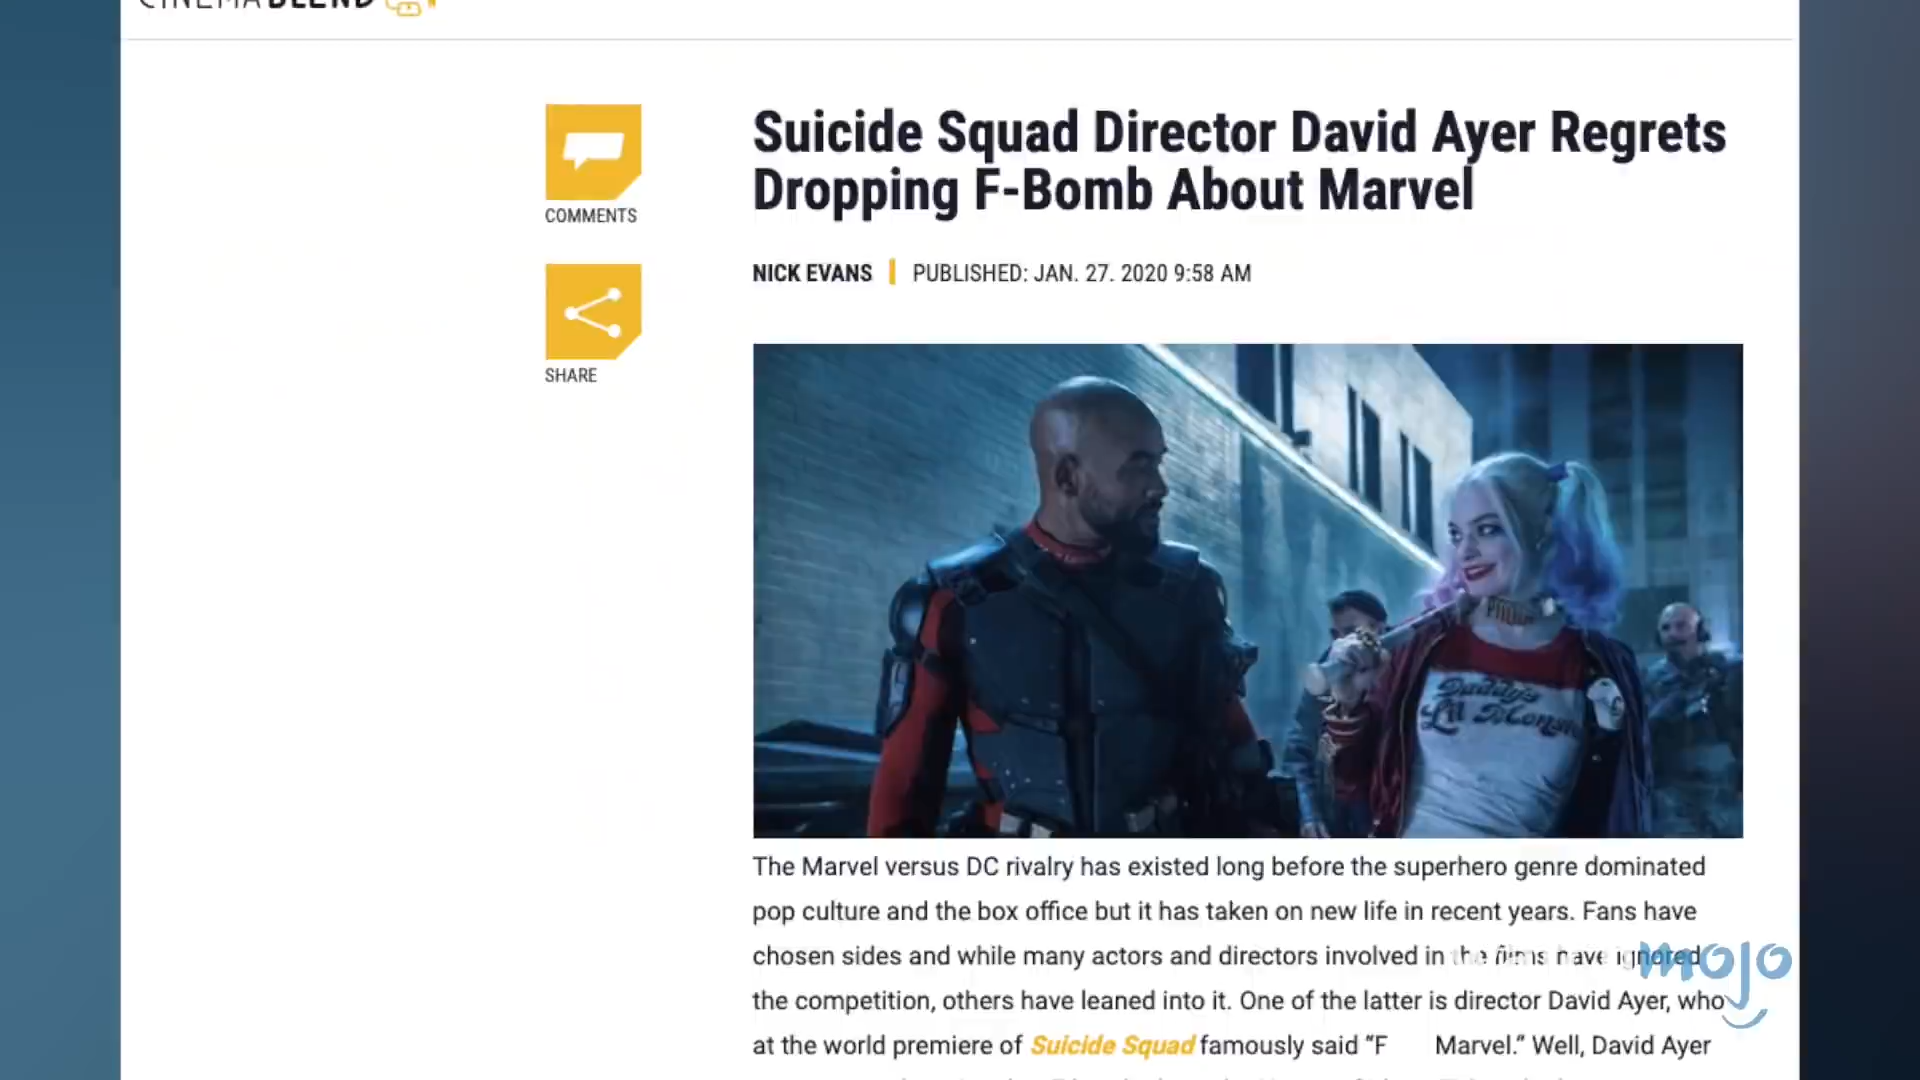 CINEMABLEND
Suicide Squad Director David Ayer Regrets
Dropping F-Bomb About Marvel
COMMENTS
NICK EVANS PUBLISHED: JAN. 27. 2020 9:58 AM
SHARE
Daddy's
Lil Monster
The Marvel versus DC rivalry has existed long before the superhero genre dominated
pop culture and the box office but it has taken on new life in recent years. Fans have
chosen sides and while many actors and directors involved in the films have ignored
mojo
the competition, others have leaned into it. One of the latter is director David Ayer, who
at the world premiere of Suicide Squad famously said “F Marvel.” Well, David Ayer